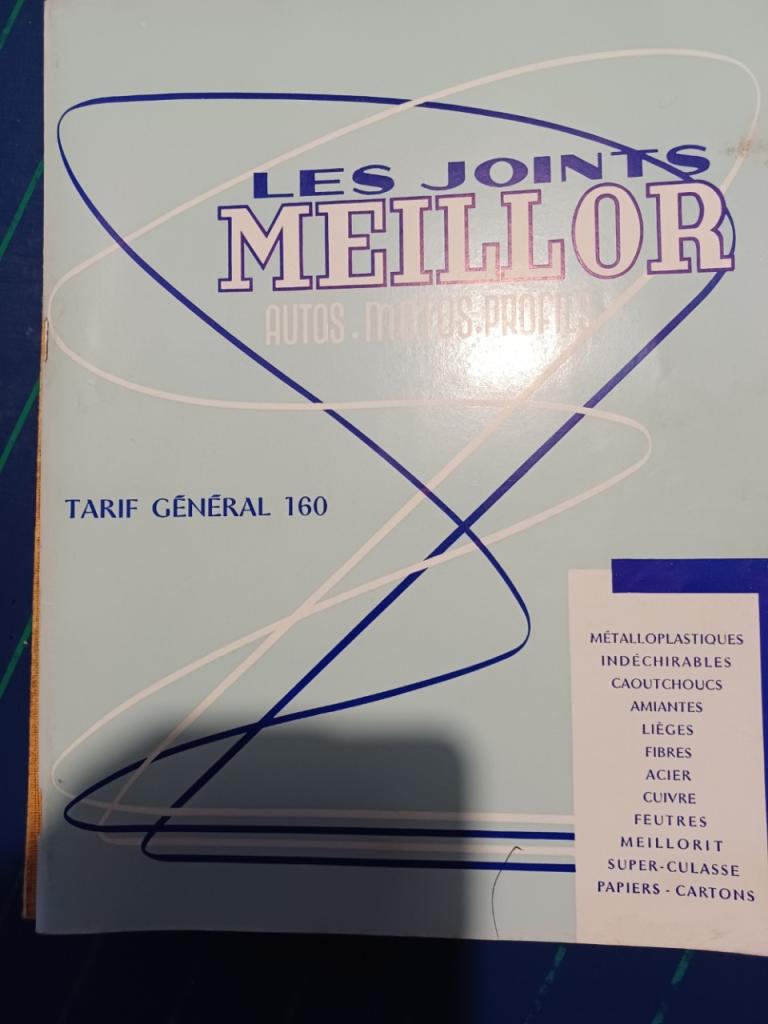 LES JOINTS
MEILLOR
AUTOS. MOTOS. PROFILS
TARIF GÉNÉRAL 160
MÉTALLOPLASTIQUES
INDÉCHIRABLES
CAOUTCHOUCS
AMIANTES
LIÈGES
FIBRES
ACIER
CUIVRE
FEUTRES
MEILLORIT
SUPER-CULASSE
PAPIERS - CARTONS